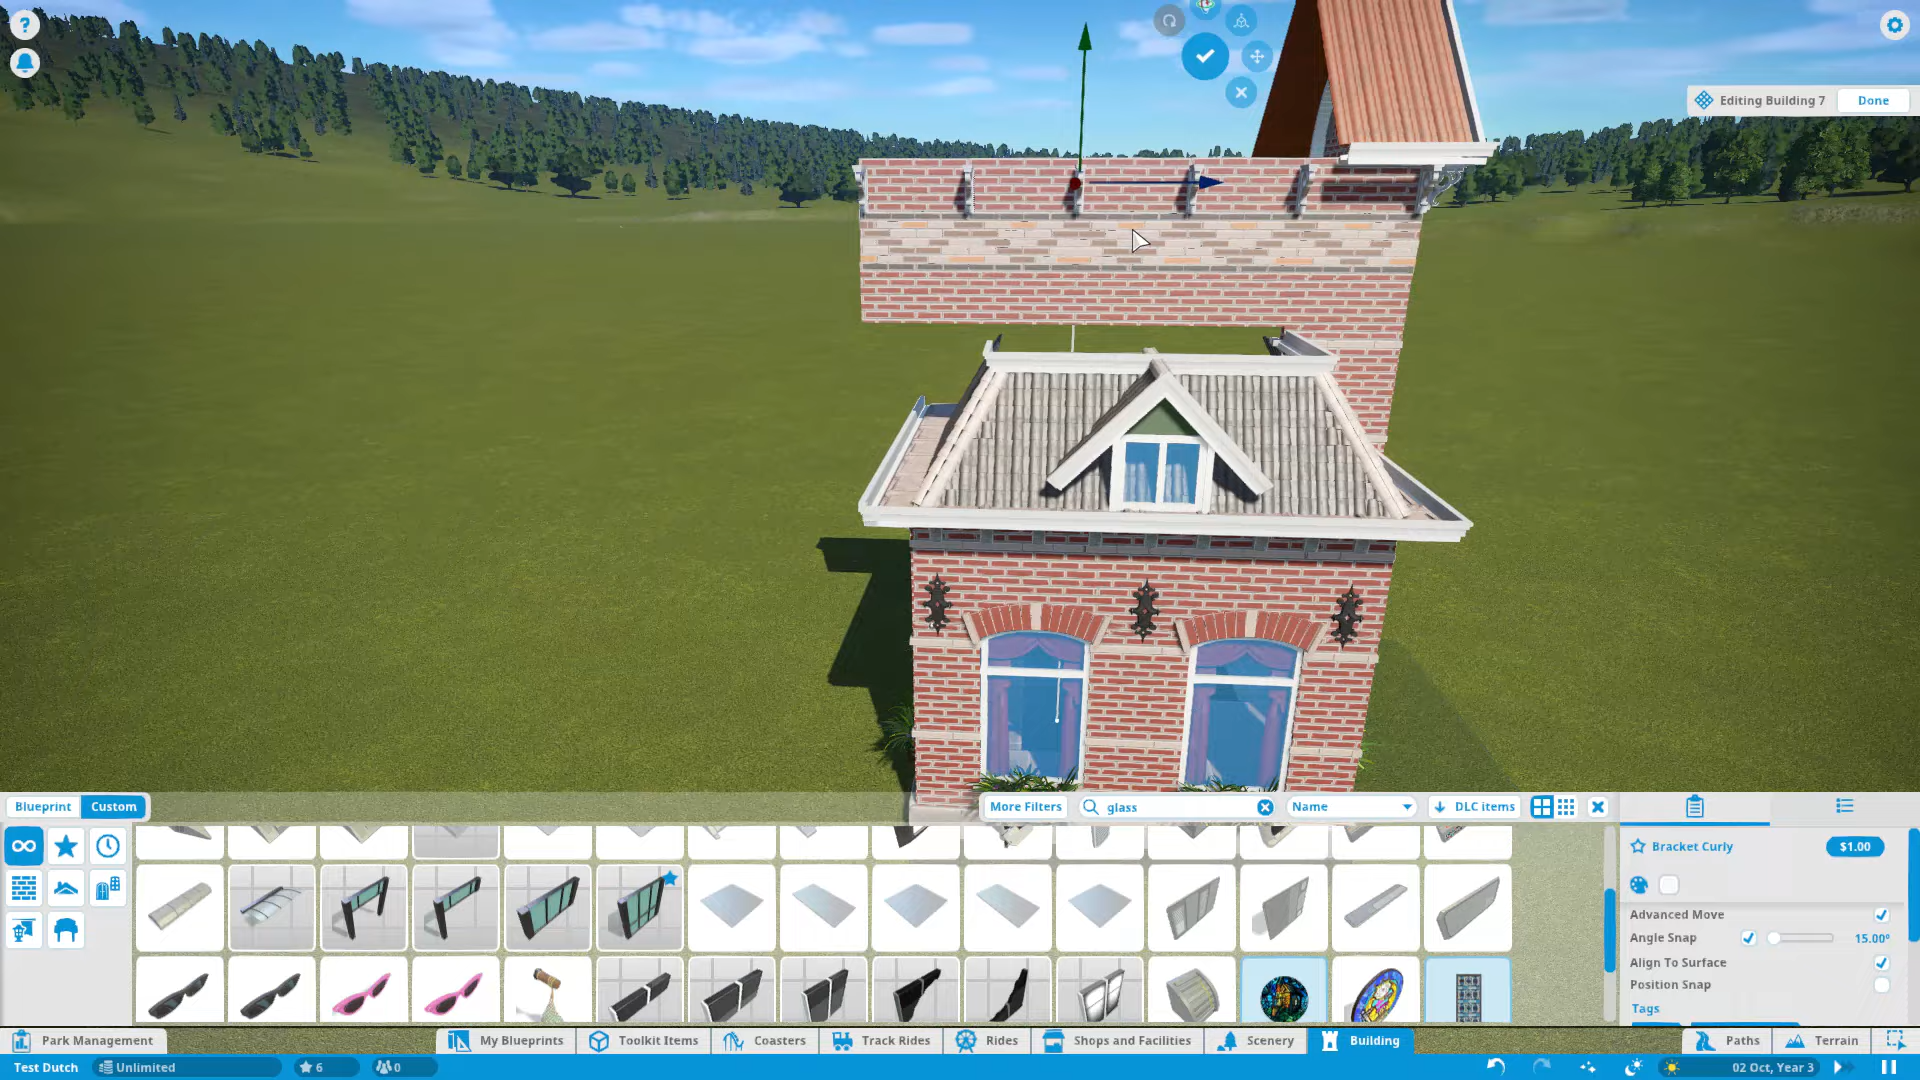 ?
Editing Building 7
Done
Blueprint
Custom
More Filters
glass
Name
DLC items
Bracket Curly
$1.00
Advanced Move
Angle Snap
15.00°
Align To Surface
Position Snap
Tags
Park Management
My Blueprints
Toolkit Items
Coasters
Track Rides
Rides
Shops and Facilities
Scenery
Building
Paths
Terrain
Test Dutch
Unlimited
6
0
02 Oct, Year 3